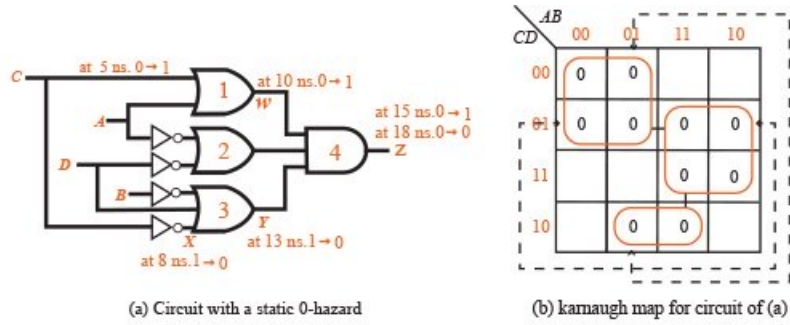 C
at 5 ns. 0→1
1
at 10 ns.0→1
W
A
2
at 15 ns.0→1
at 18 ns.0→0
4
Z
D
B
3
Y
at 13 ns.1→0
X
at 8 ns.1→0
(a) Circuit with a static 0-hazard
AB
CD
00 01 11 10
00 0 0
01 0 0 0 0
11 0 0
10 0 0
(b) karnaugh map for circuit of (a)